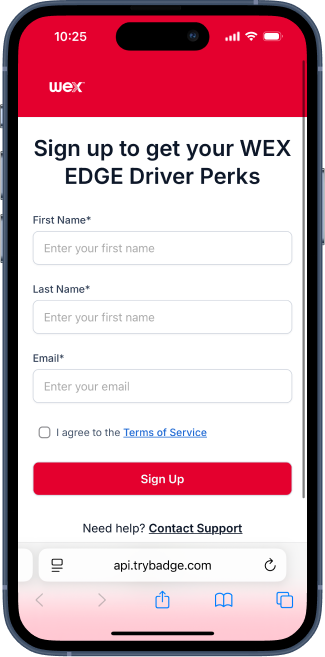 10:25
wex
Sign up to get your WEX
EDGE Driver Perks
First Name*
Enter your first name
Last Name*
Enter your first name
Email*
Enter your email
I agree to the Terms of Service
Sign Up
Need help? Contact Support
api.trybadge.com